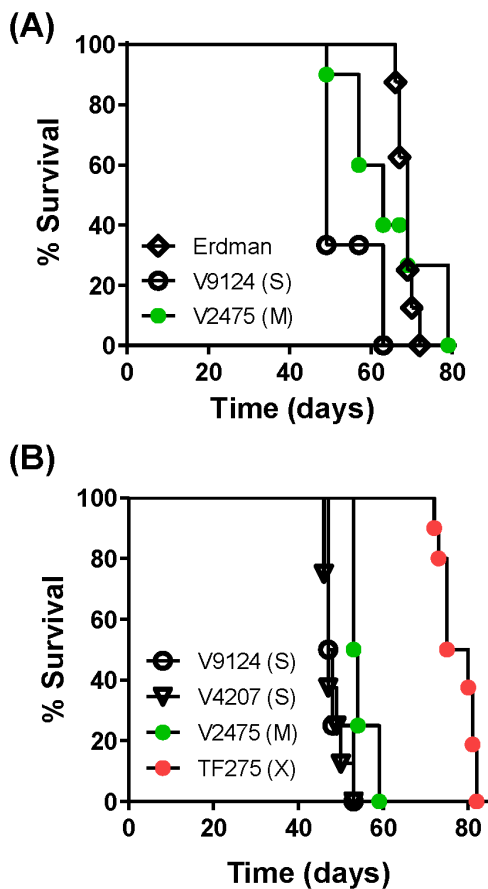 (A)
100
80
60
40
20
0
% Survival
Erdman
V9124 (S)
V2475 (M)
0 20 40 60 80
Time (days)
(B)
100
80
60
40
20
0
% Survival
V9124 (S)
V4207 (S)
V2475 (M)
TF275 (X)
0 20 40 60 80
Time (days)